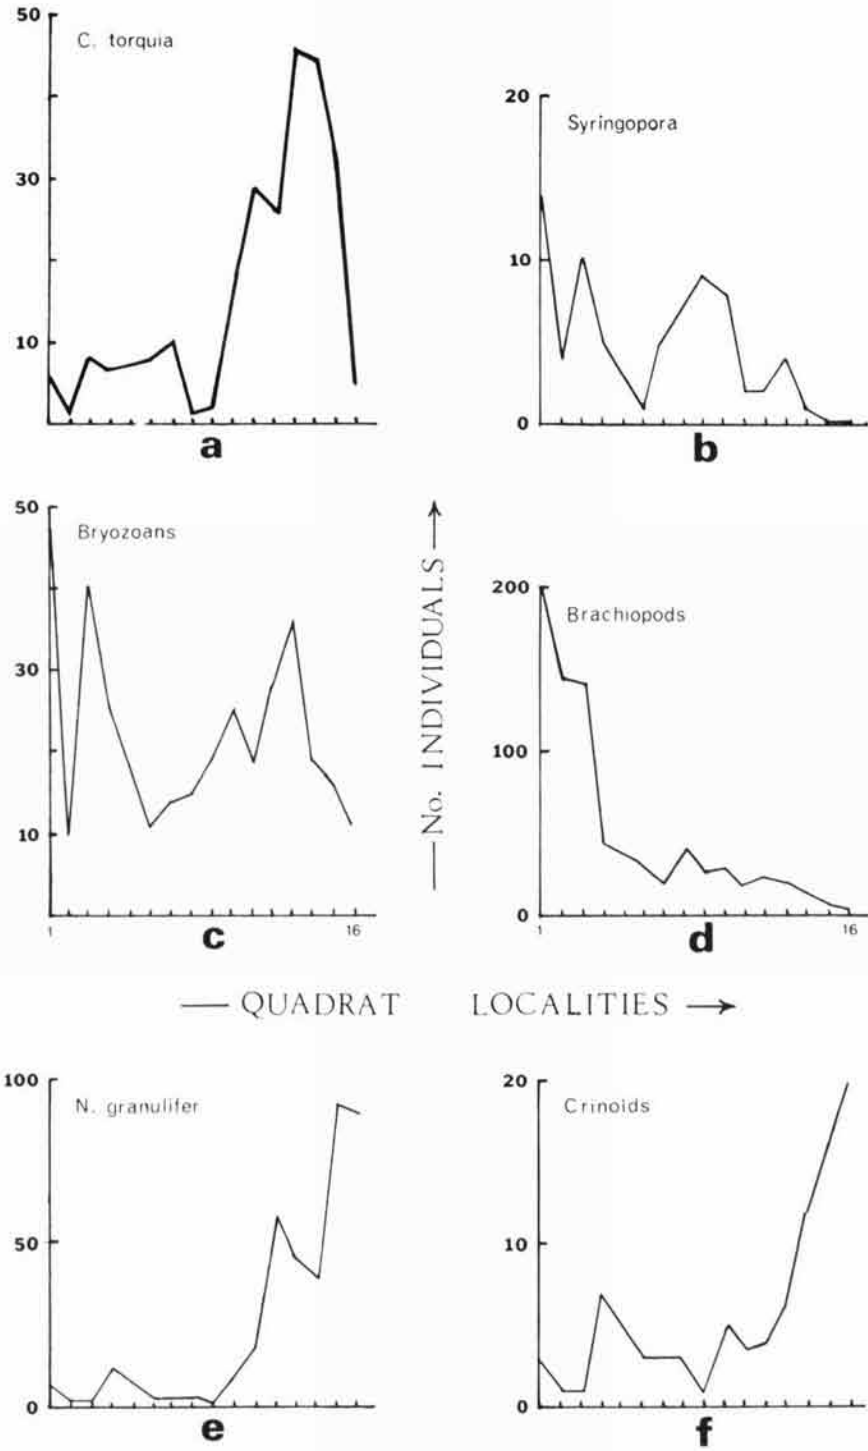 50
C. torquia
30
10
a
20
Syringopora
10
0
b
50
Bryozoans
30
10
1
16
c
No. INDIVIDUALS
200
Brachiopods
100
0
1
16
d
QUADRAT LOCALITIES
100
N. granulifer
50
0
e
20
Crinoids
10
0
f